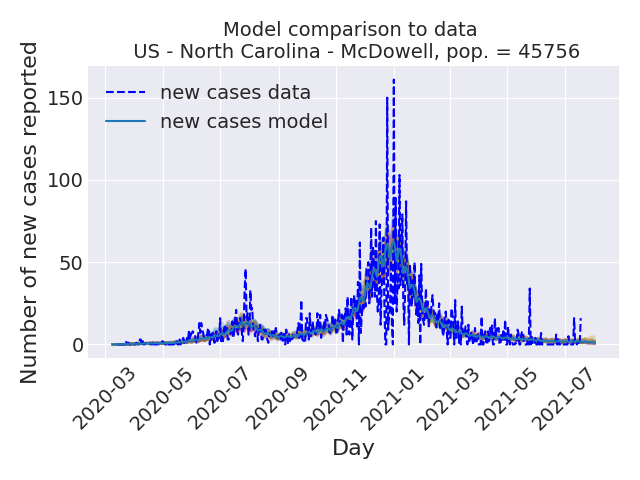 Model comparison to data
US - North Carolina - McDowell, pop. = 45756
Number of new cases reported
150
100
50
0
new cases data
new cases model
2020-03
2020-05
2020-07
2020-09
2020-11
2021-01
2021-03
2021-05
2021-07
Day